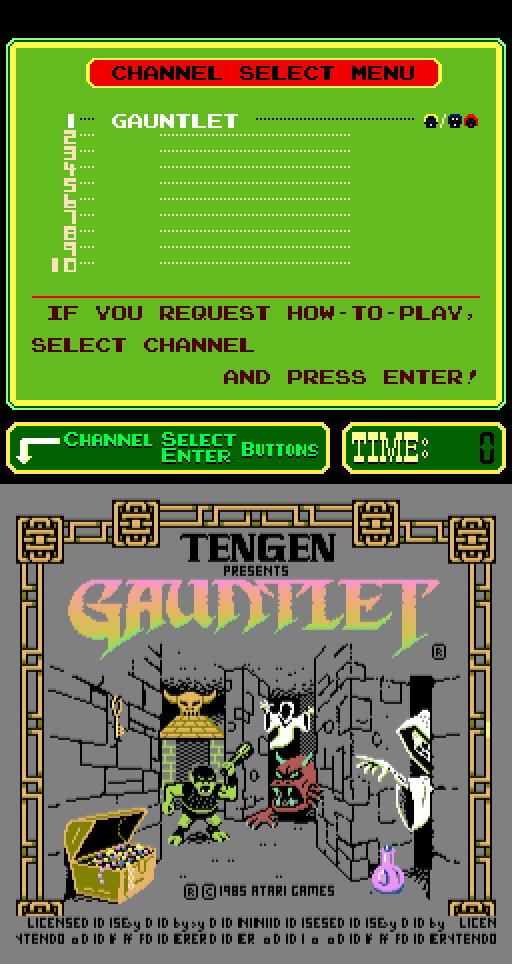 CHANNEL SELECT MENU
1 GAUNTLET /
2
3
4
5
6
7
8
9
10
IF YOU REQUEST HOW-TO-PLAY,
SELECT CHANNEL
AND PRESS ENTER!
CHANNEL SELECT
ENTER BUTTONS
TIME: 0
TENGEN
PRESENTS
GAUNTLET
®
® © 1985 ATARI GAMES
LICENSED